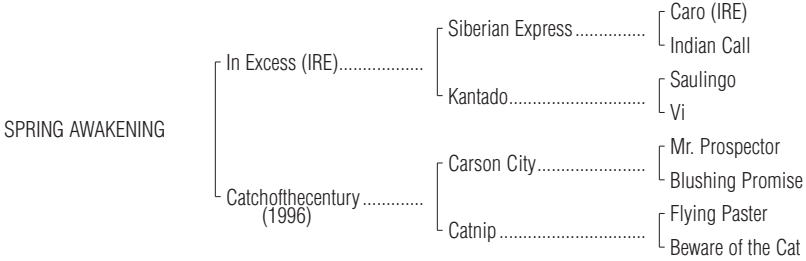 Caro (IRE)
Siberian Express ...............
Indian Call
In Excess (IRE)..................
Saulingo
Kantado.............................
Vi
SPRING AWAKENING
Mr. Prospector
Carson City.......................
Blushing Promise
Catchofthecentury .............
(1996)
Flying Paster
Catnip ...............................
Beware of the Cat